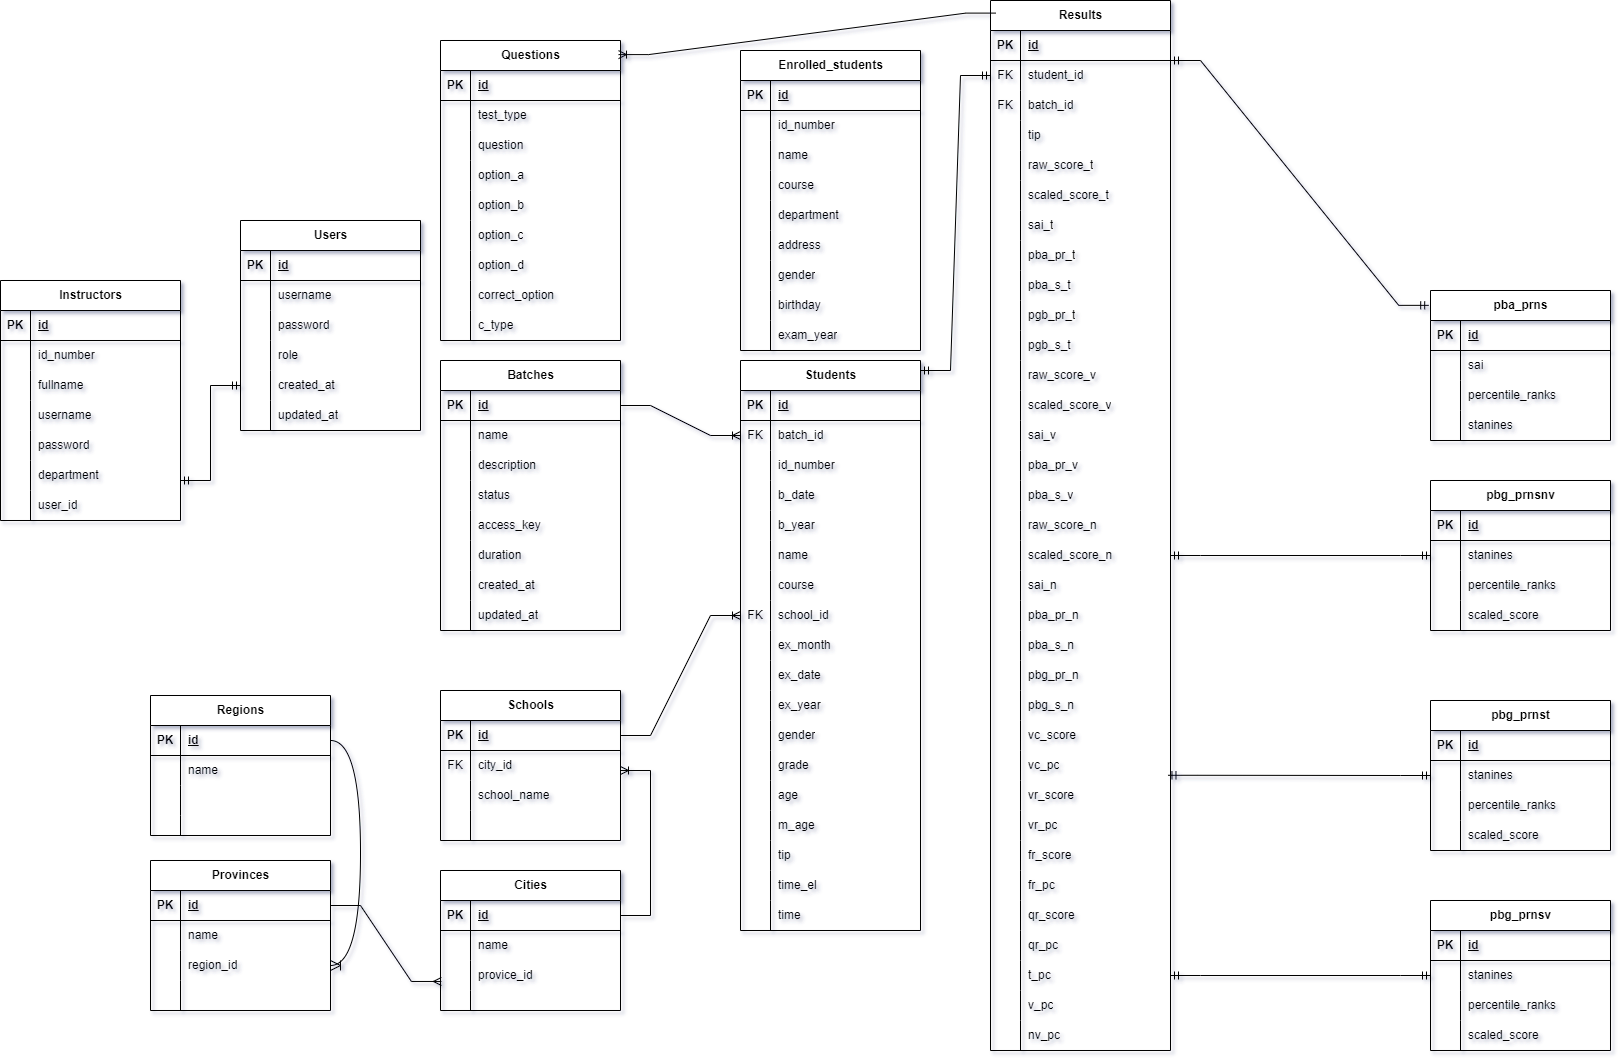 Results
PK id
FK student_id
FK batch_id
tip
raw_score_t
scaled_score_t
sai_t
pba_pr_t
pba_s_t
pgb_pr_t
pgb_s_t
raw_score_v
scaled_score_v
sai_v
pba_pr_v
pba_s_v
raw_score_n
scaled_score_n
sai_n
pba_pr_n
pba_s_n
pbg_pr_n
pbg_s_n
vc_score
vc_pc
vr_score
vr_pc
fr_score
fr_pc
qr_score
qr_pc
t_pc
v_pc
nv_pc
Questions
PK id
test_type
question
option_a
option_b
option_c
option_d
correct_option
c_type
Enrolled_students
PK id
id_number
name
course
department
address
gender
birthday
exam_year
Users
PK id
username
password
role
created_at
updated_at
Instructors
PK id
id_number
fullname
username
password
department
user_id
Batches
PK id
name
description
status
access_key
duration
created_at
updated_at
Students
PK id
FK batch_id
id_number
b_date
b_year
name
course
FK school_id
ex_month
ex_date
ex_year
gender
grade
age
m_age
tip
time_el
time
Regions
PK id
name
Schools
PK id
FK city_id
school_name
Provinces
PK id
name
region_id
Cities
PK id
name
provice_id
pba_prns
PK id
sai
percentile_ranks
stanines
pbg_prnsnv
PK id
stanines
percentile_ranks
scaled_score
pbg_prnst
PK id
stanines
percentile_ranks
scaled_score
pbg_prnsv
PK id
stanines
percentile_ranks
scaled_score